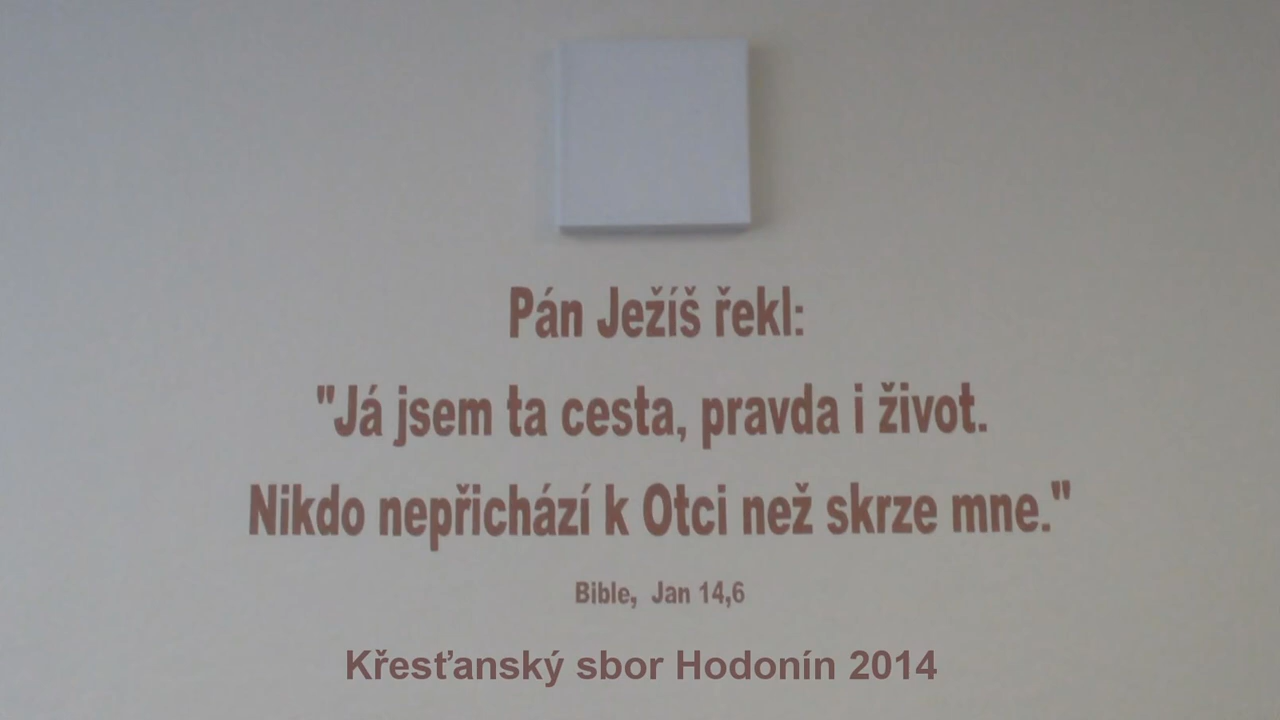 Pán Ježíš řekl:
"Já jsem ta cesta, pravda i život.
Nikdo nepřichází k Otci než skrze mne."
Bible, Jan 14,6
Křesťanský sbor Hodonín 2014